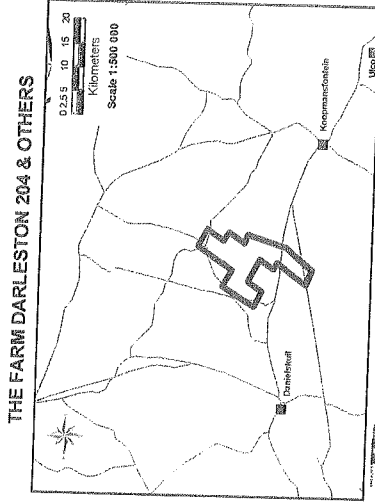 THE FARM DARLESTON 204 & OTHERS
0 2.5 5 10 15 20
Kilometers
Scale 1:500 000
Koopmansfontein
Ulco
Danielskuil